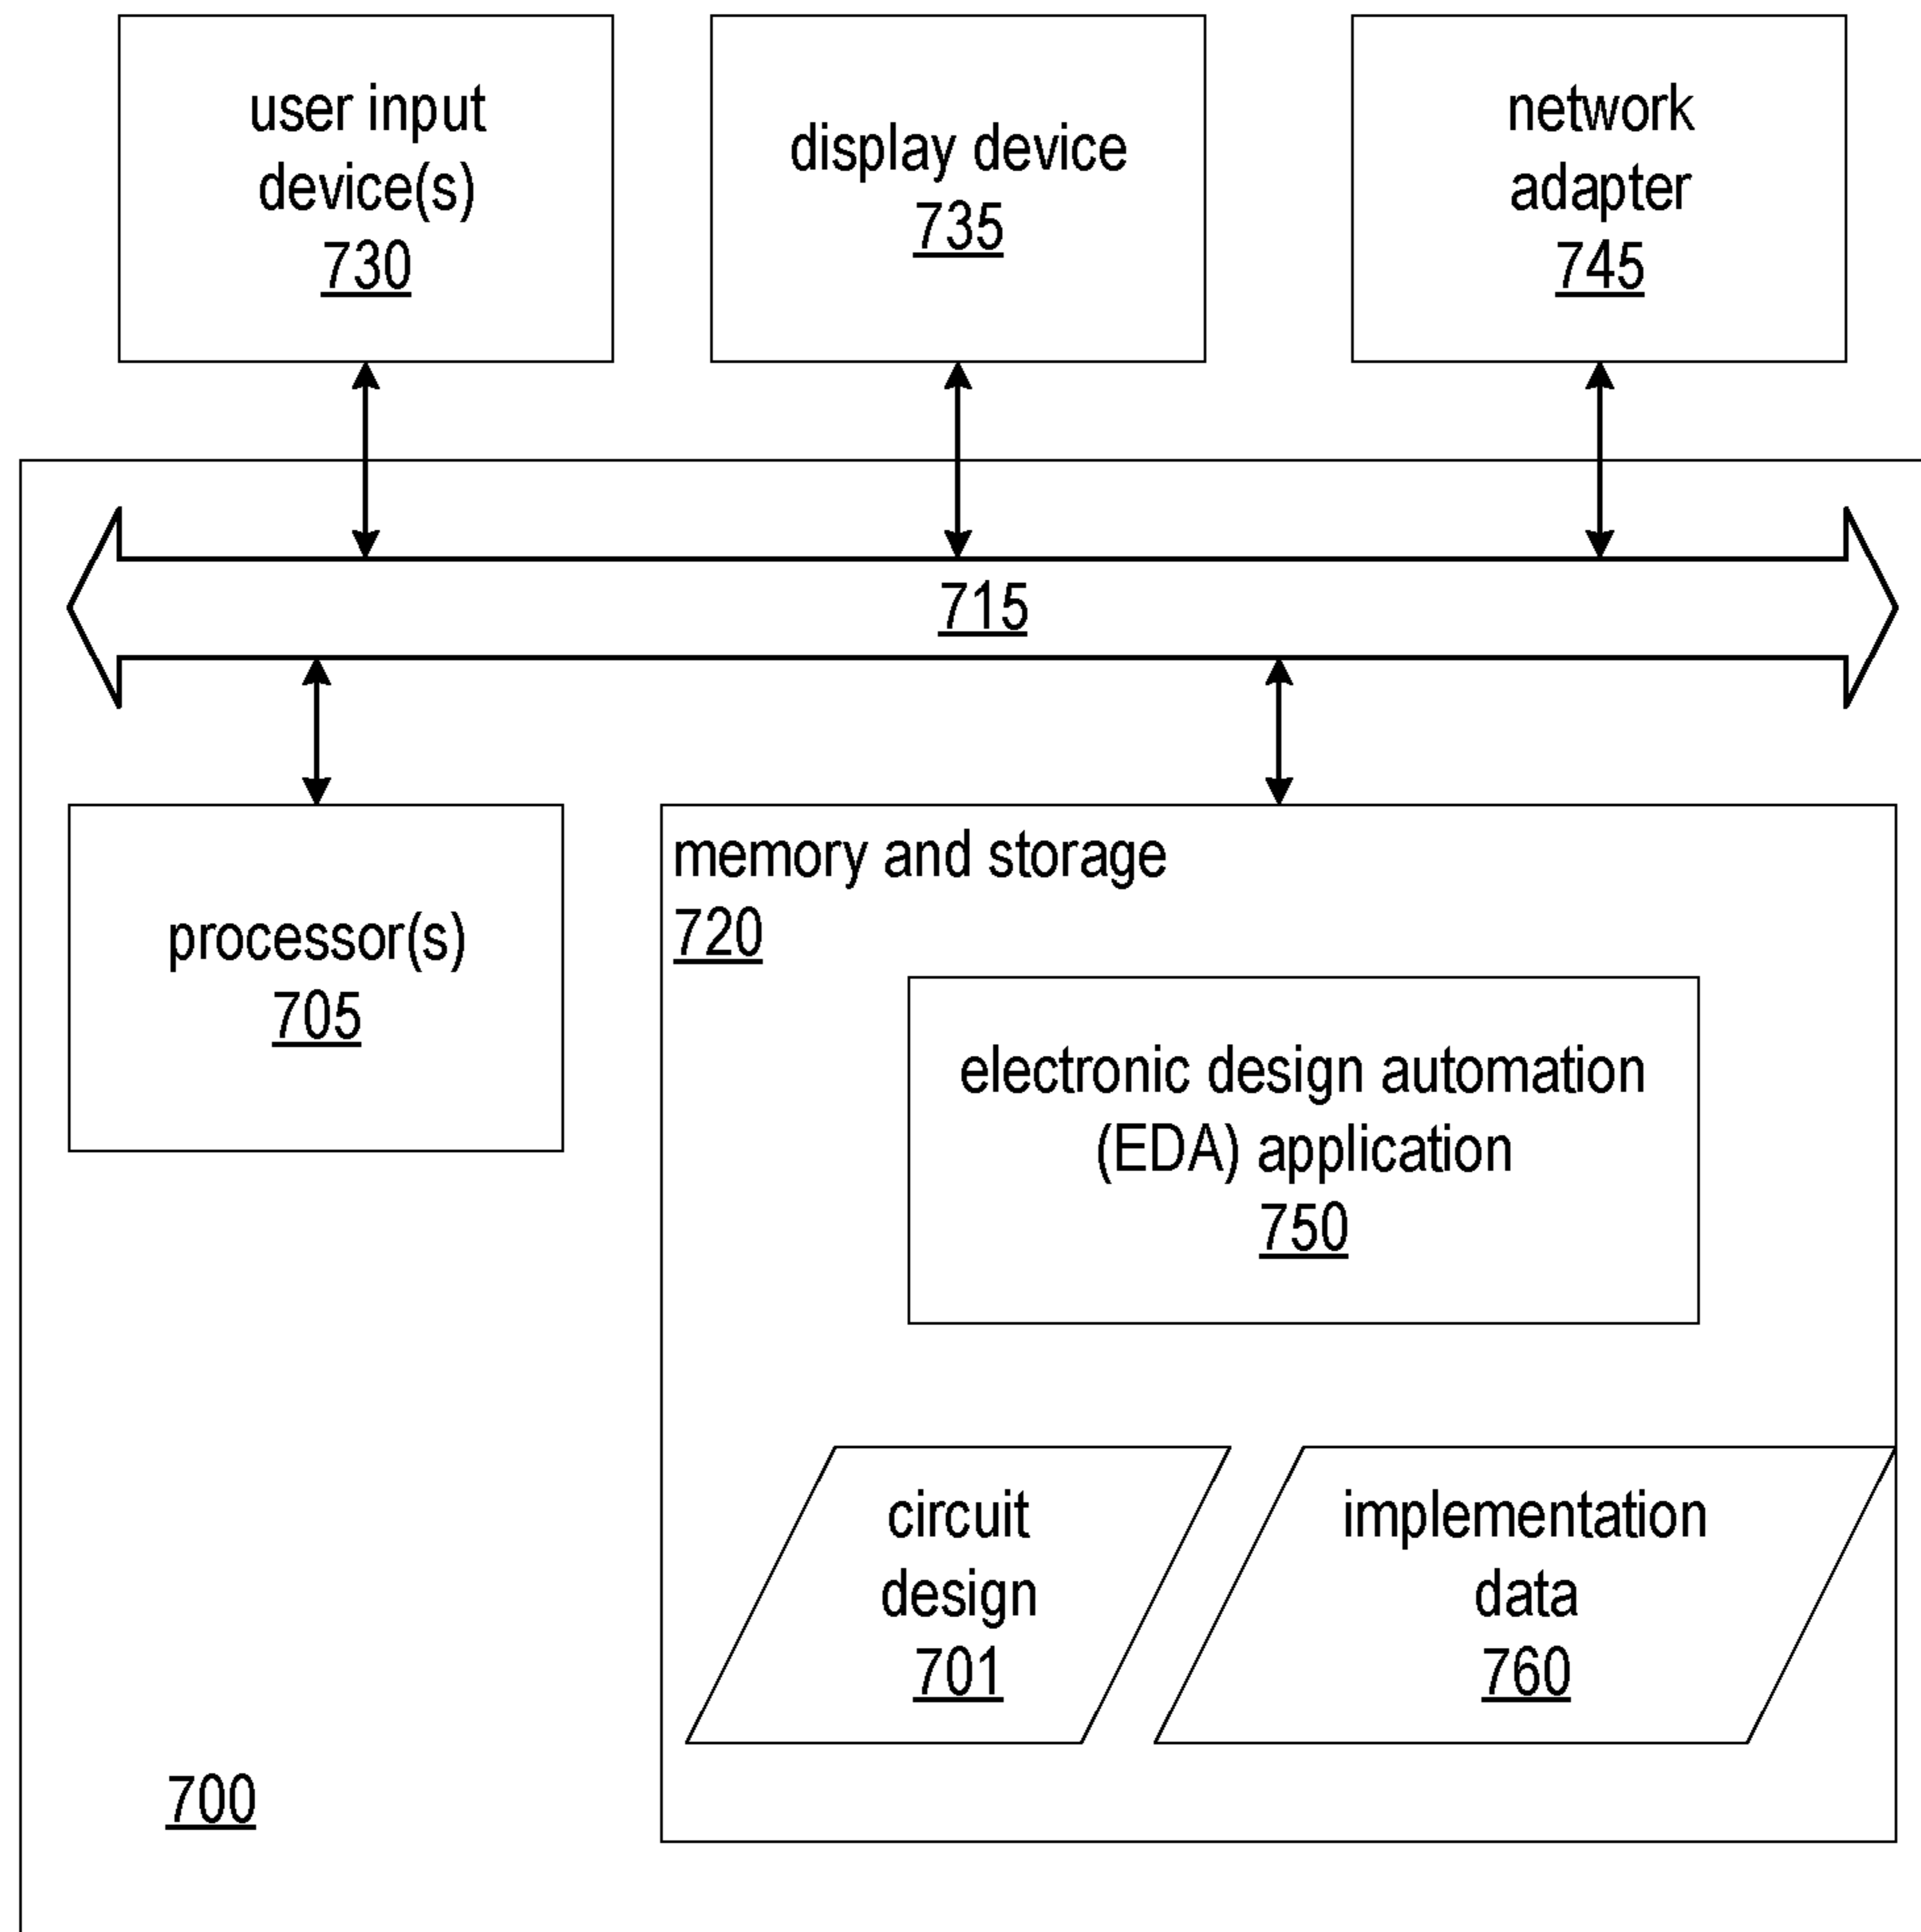 user input
device(s)
730
display device
735
network
adapter
745
715
processor(s)
705
memory and storage
720
electronic design automation
(EDA) application
750
circuit
design
701
implementation
data
760
700